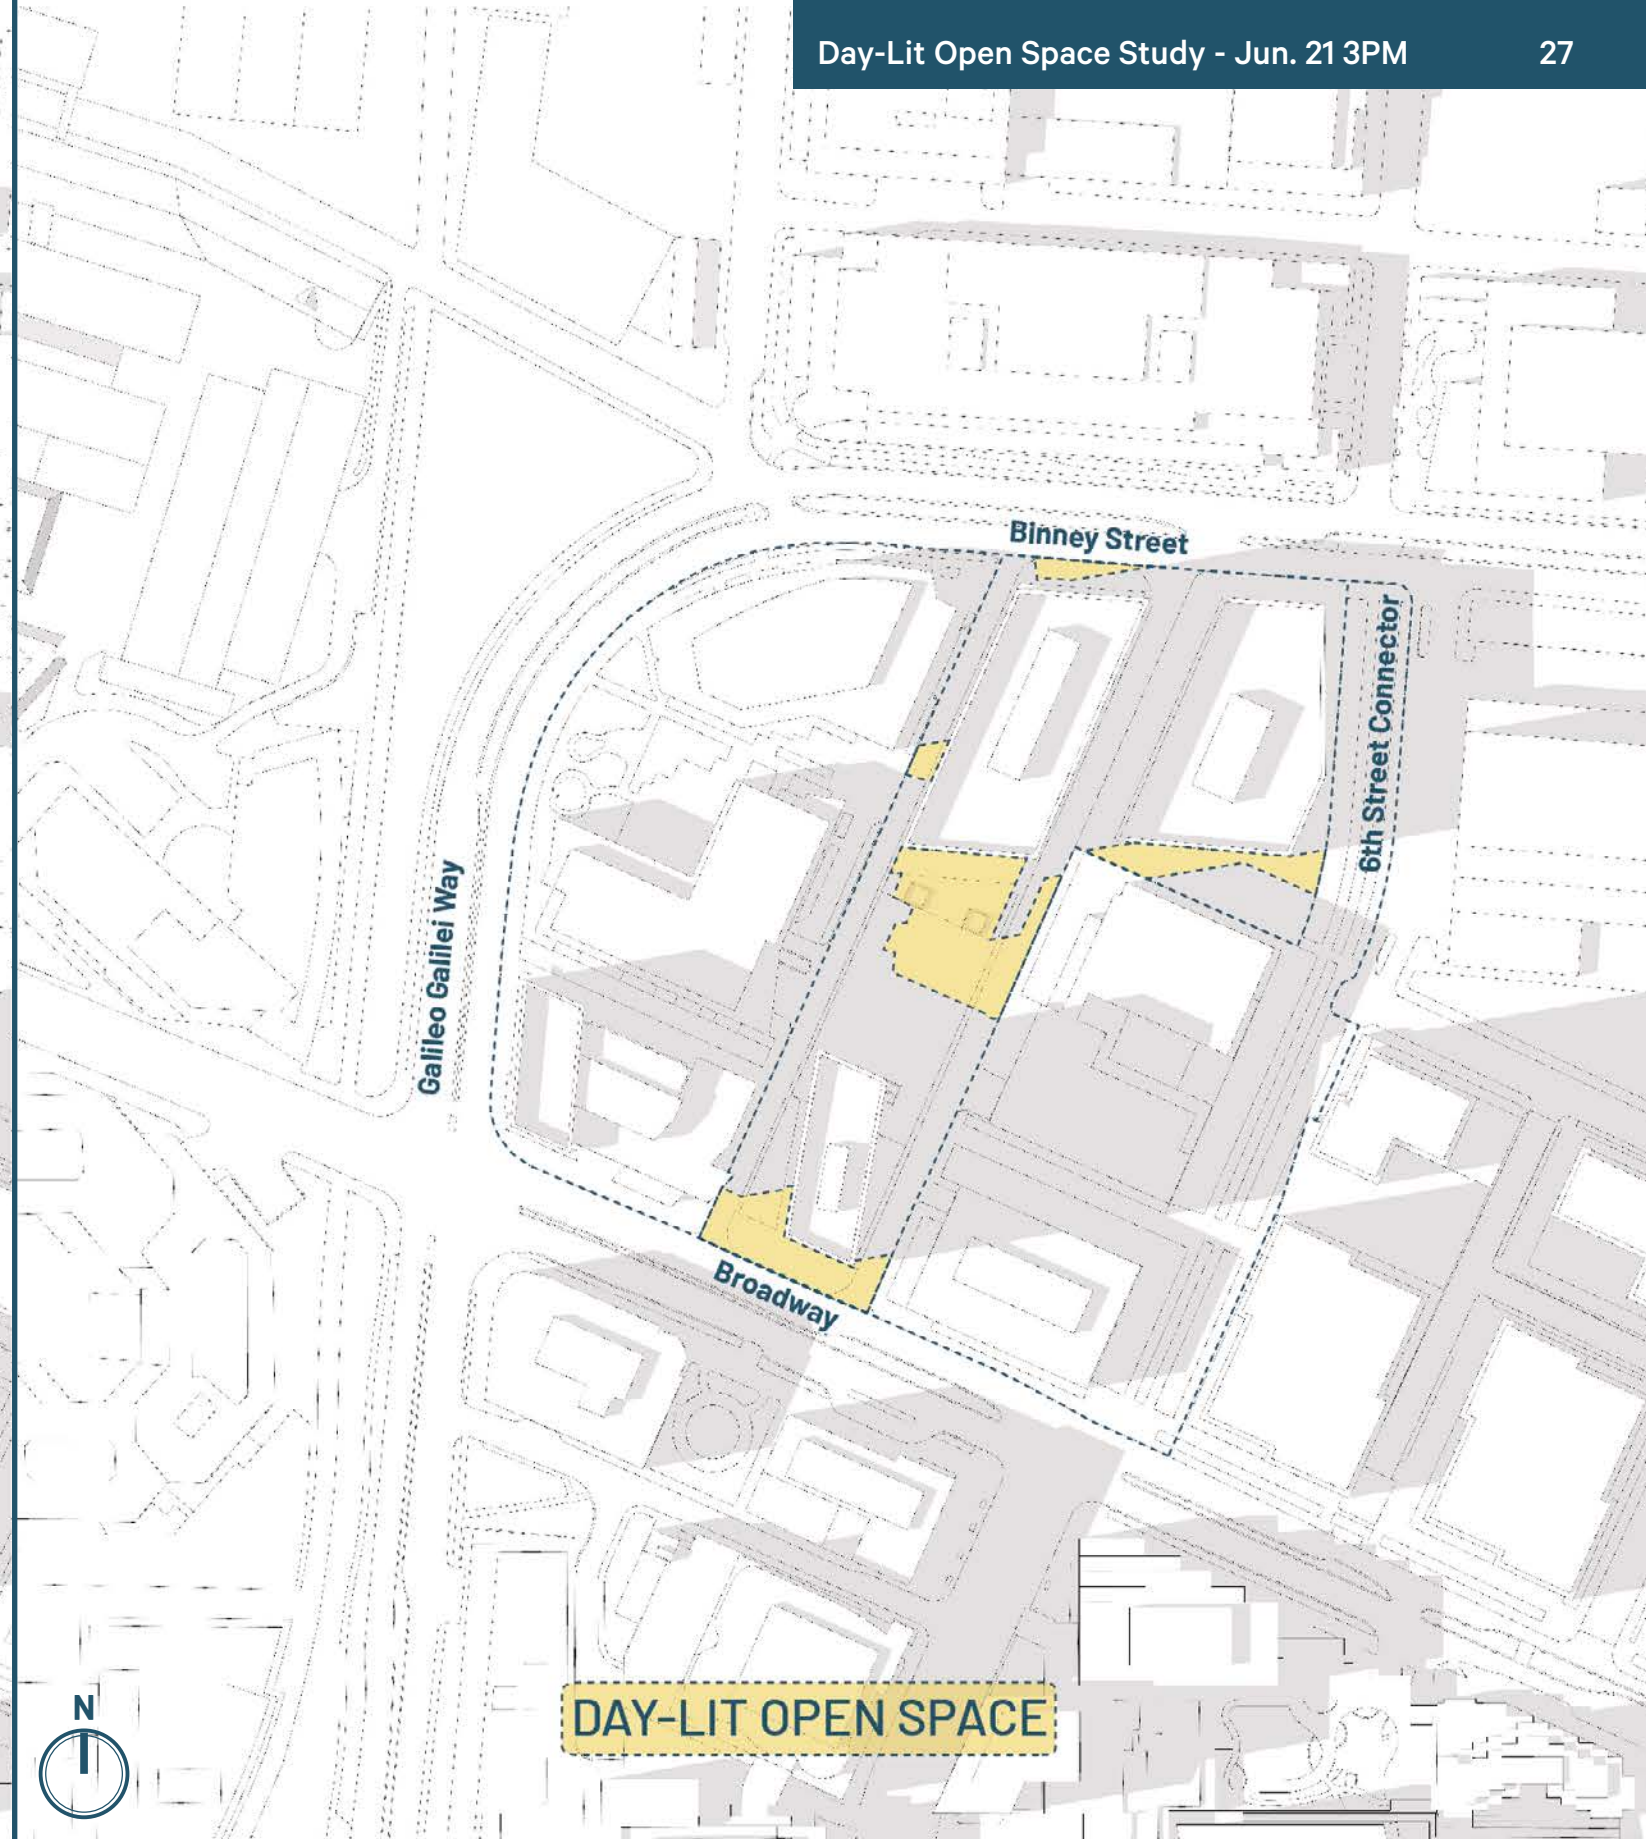 Day-Lit Open Space Study - Jun. 21 3PM 27
Binney Street
6th Street Connector
Galileo Galilei Way
Broadway
DAY-LIT OPEN SPACE
N